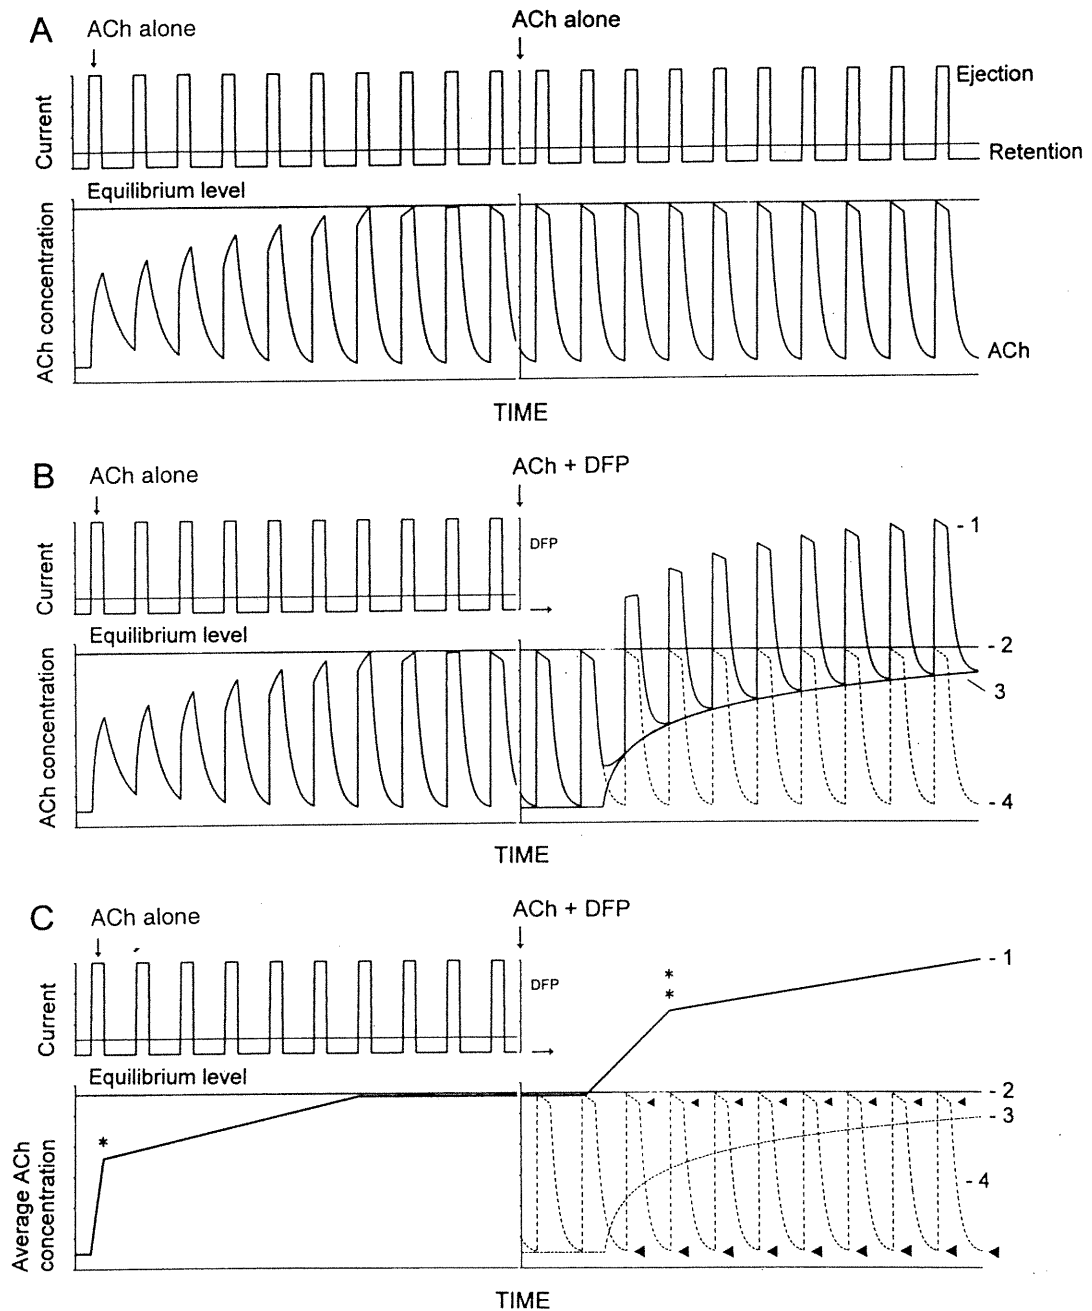 A
ACh alone
ACh alone
Current
Ejection
Retention
Equilibrium level
ACh concentration
ACh
TIME
B
ACh alone
ACh + DFP
Current
DFP
- 1
Equilibrium level
- 2
ACh concentration
3
- 4
TIME
C
ACh alone
ACh + DFP
Current
DFP
*
*
- 1
Equilibrium level
- 2
- 3
*
Average ACh
concentration
- 4
TIME